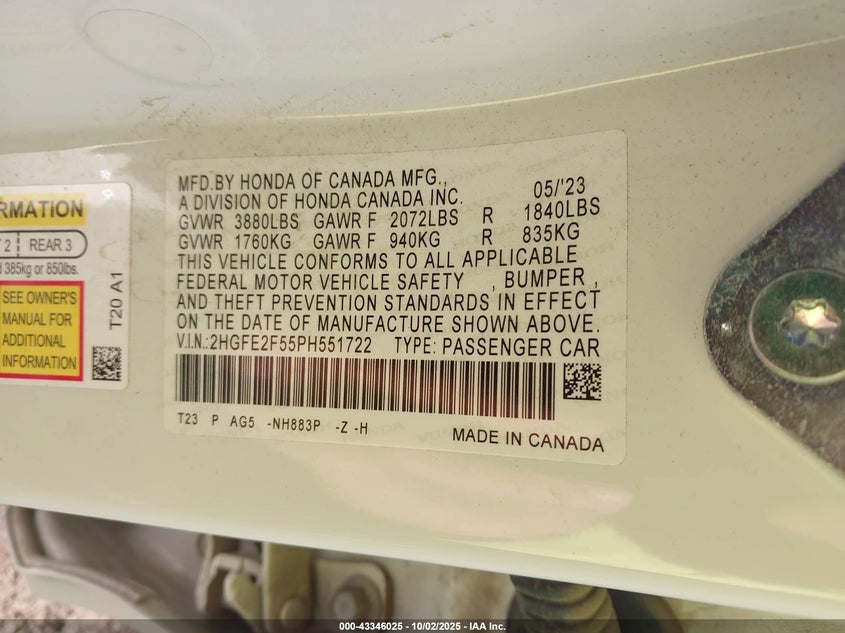 RMATION
2 REAR 3
385kg or 850lbs.
SEE OWNER'S
MANUAL FOR
ADDITIONAL
INFORMATION
T20 A1
MFD.BY HONDA OF CANADA MFG.,
A DIVISION OF HONDA CANADA INC. 05/'23
GVWR 3880LBS GAWR F 2072LBS R 1840LBS
GVWR 1760KG GAWR F 940KG R 835KG
THIS VEHICLE CONFORMS TO ALL APPLICABLE
FEDERAL MOTOR VEHICLE SAFETY , BUMPER ,
AND THEFT PREVENTION STANDARDS IN EFFECT
ON THE DATE OF MANUFACTURE SHOWN ABOVE.
V.I.N.:2HGFE2F55PH551722 TYPE: PASSENGER CAR
T23 P AG5 -NH883P -Z -H
MADE IN CANADA
000-43346025 - 10/02/2025 - IAA Inc.